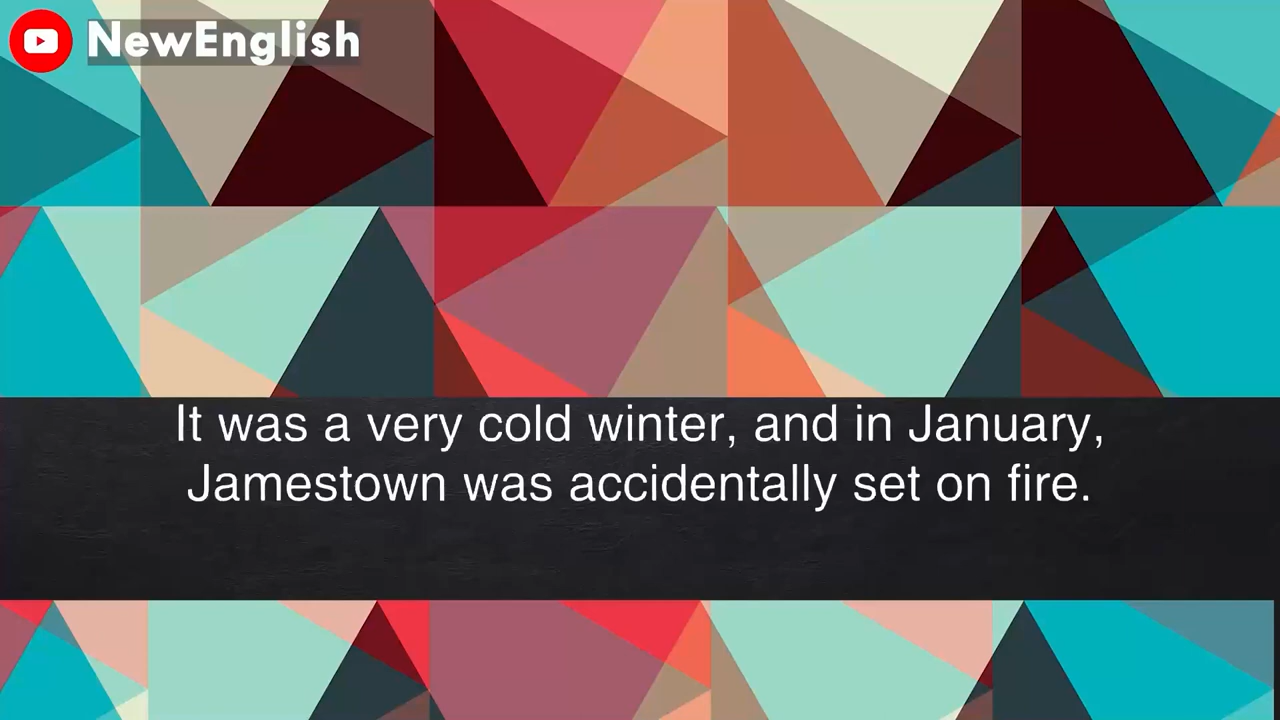 NewEnglish
It was a very cold winter, and in January,
Jamestown was accidentally set on fire.